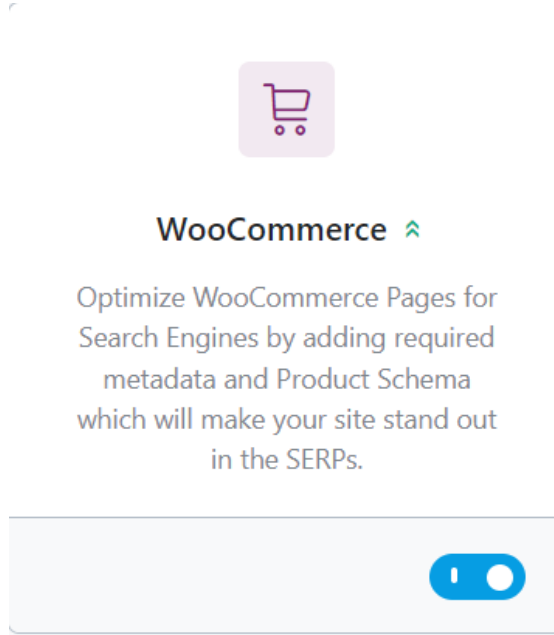 WooCommerce
Optimize WooCommerce Pages for
Search Engines by adding required
metadata and Product Schema
which will make your site stand out
in the SERPs.